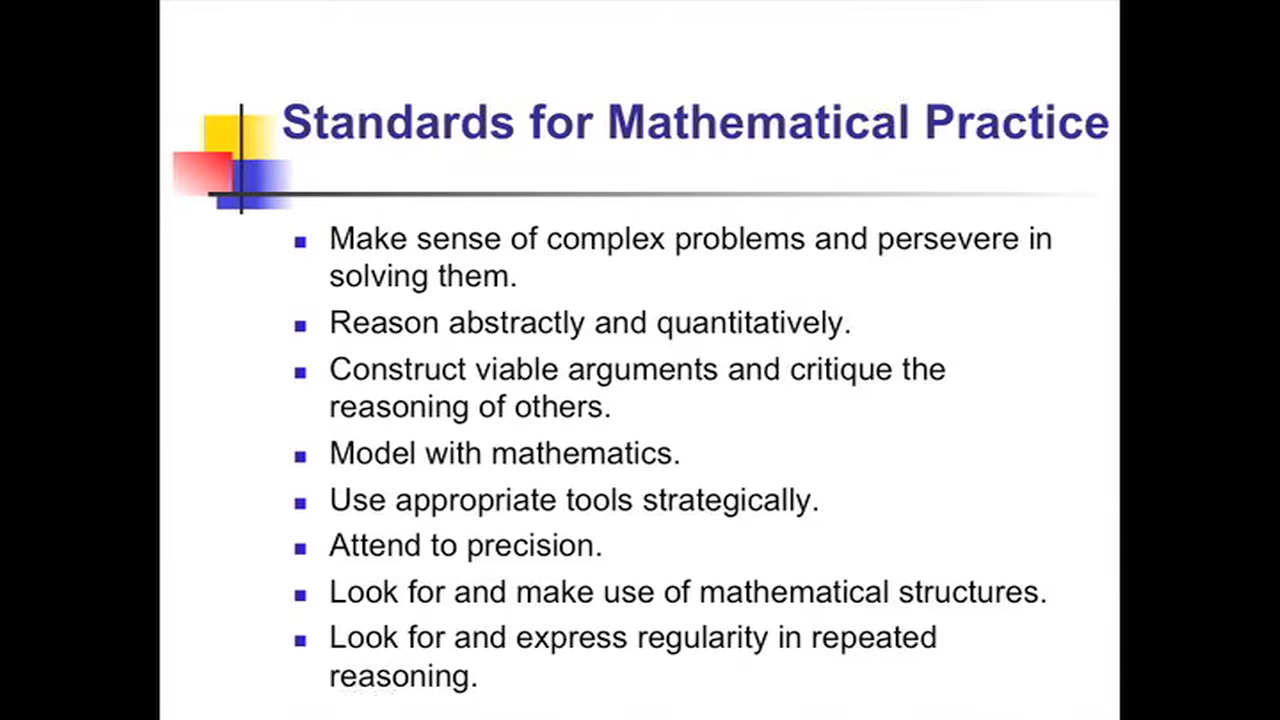 Standards for Mathematical Practice
Make sense of complex problems and persevere in
solving them.
Reason abstractly and quantitatively.
Construct viable arguments and critique the
reasoning of others.
Model with mathematics.
Use appropriate tools strategically.
Attend to precision.
Look for and make use of mathematical structures.
Look for and express regularity in repeated
reasoning.